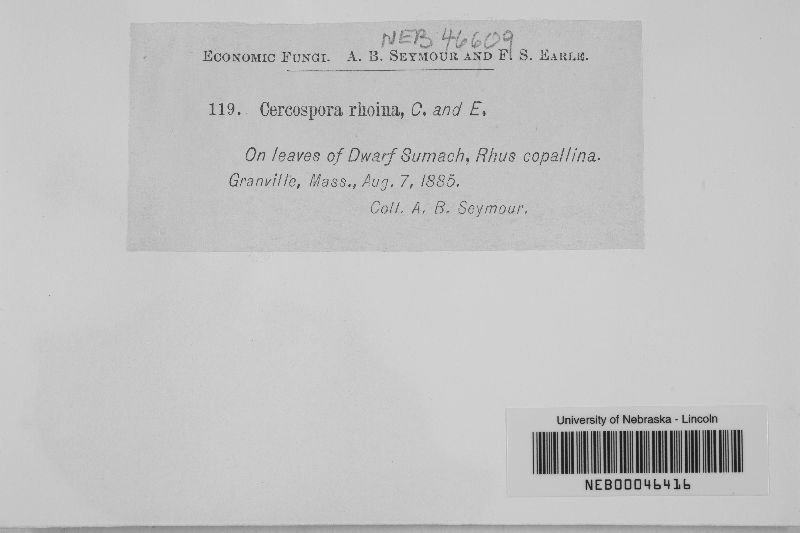 NEB 46609
ECONOMIC FUNGI. A. B. SEYMOUR AND F. S. EARLE.
119. Cercospora rhoina, C. and E.
On leaves of Dwarf Sumach, Rhus copallina.
Granville, Mass., Aug. 7, 1885.
Coll. A. B. Seymour.
University of Nebraska - Lincoln
NEB00046416